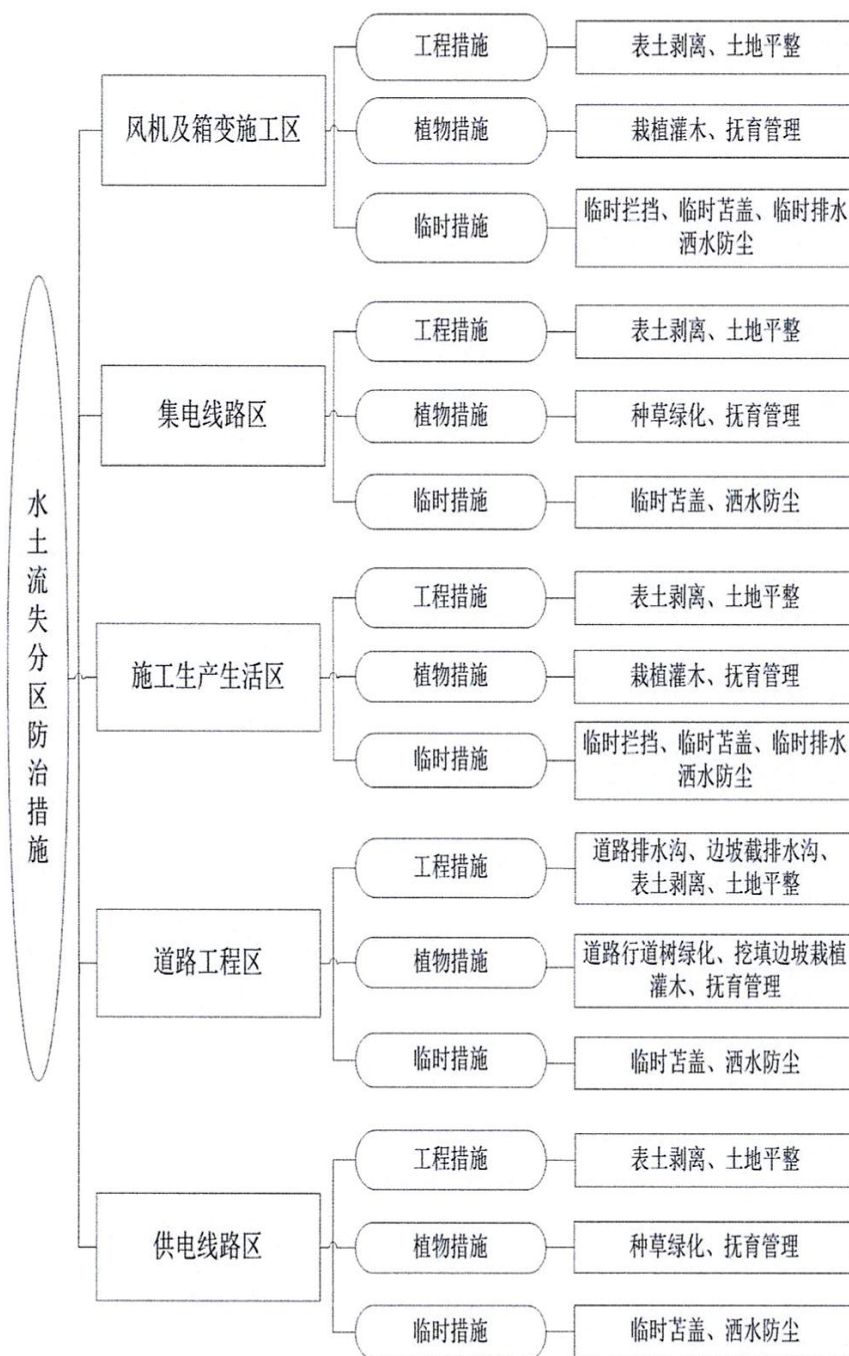 水土流失分区防治措施
风机及箱变施工区
工程措施
表土剥离、土地平整
植物措施
栽植灌木、抚育管理
临时措施
临时拦挡、临时苫盖、临时排水
洒水防尘
集电线路区
工程措施
表土剥离、土地平整
植物措施
种草绿化、抚育管理
临时措施
临时苫盖、洒水防尘
施工生产生活区
工程措施
表土剥离、土地平整
植物措施
栽植灌木、抚育管理
临时措施
临时拦挡、临时苫盖、临时排水
洒水防尘
道路工程区
工程措施
道路排水沟、边坡截排水沟、
表土剥离、土地平整
植物措施
道路行道树绿化、挖填边坡栽植
灌木、抚育管理
临时措施
临时苫盖、洒水防尘
供电线路区
工程措施
表土剥离、土地平整
植物措施
种草绿化、抚育管理
临时措施
临时苫盖、洒水防尘